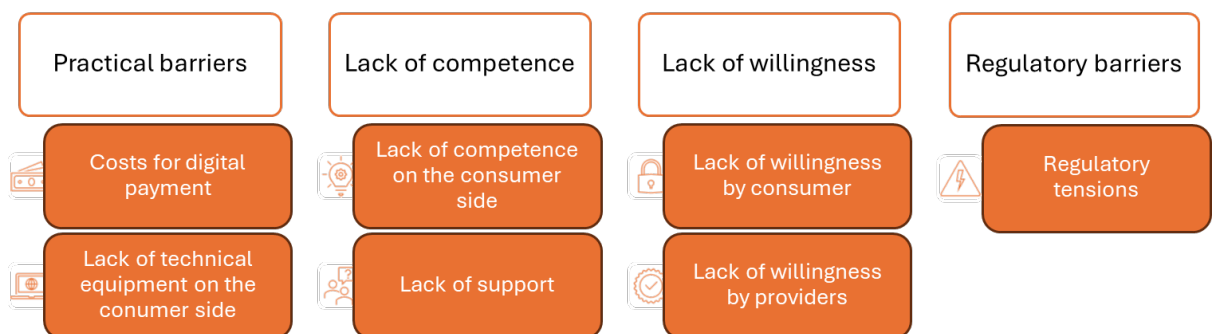 Practical barriers
Costs for digital
payment
Lack of technical
equipment on the
conumer side
Lack of competence
Lack of competence
on the consumer
side
Lack of support
?
Lack of willingness
Lack of willingness
by consumer
Lack of willingness
by providers
Regulatory barriers
Regulatory
tensions